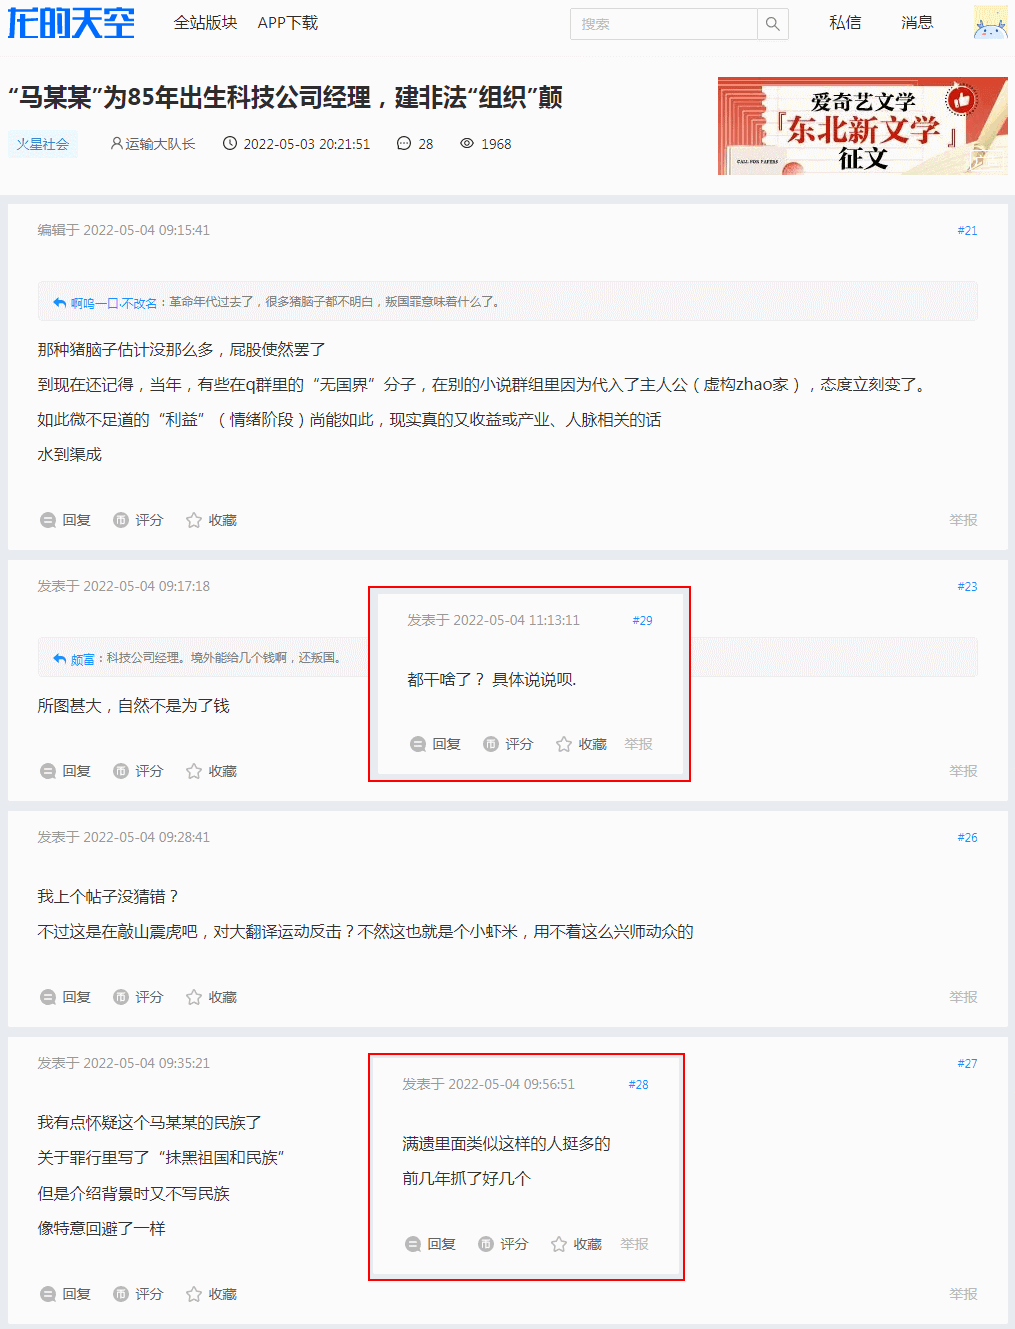 龙的天空
全站版块 APP下载
搜索
私信 消息
“马某某”为85年出生科技公司经理，建非法“组织”颠
火星社会 运输大队长 2022-05-03 20:21:51 28 1968
爱奇艺文学
『东北新文学』
征文
CALL FOR PAPERS
编辑于 2022-05-04 09:15:41 #21
啊呜一口·不改名：革命年代过去了，很多猪脑子都不明白，叛国罪意味着什么了。
那种猪脑子估计没那么多，屁股使然罢了
到现在还记得，当年，有些在q群里的“无国界”分子，在别的小说群组里因为代入了主人公（虚构zhao家），态度立刻变了。
如此微不足道的“利益”（情绪阶段）尚能如此，现实真的又收益或产业、人脉相关的话
水到渠成
回复 评分 收藏 举报
发表于 2022-05-04 09:17:18 #23
颇富：科技公司经理。境外能给几个钱啊，还叛国。
所图甚大，自然不是为了钱
回复 评分 收藏 举报
发表于 2022-05-04 11:13:11 #29
都干啥了？ 具体说说呗.
回复 评分 收藏 举报
发表于 2022-05-04 09:28:41 #26
我上个帖子没猜错？
不过这是在敲山震虎吧，对大翻译运动反击？不然这也就是个小虾米，用不着这么兴师动众的
回复 评分 收藏 举报
发表于 2022-05-04 09:35:21 #27
我有点怀疑这个马某某的民族了
关于罪行里写了“抹黑祖国和民族”
但是介绍背景时又不写民族
像特意回避了一样
回复 评分 收藏 举报
发表于 2022-05-04 09:56:51 #28
满遗里面类似这样的人挺多的
前几年抓了好几个
回复 评分 收藏 举报